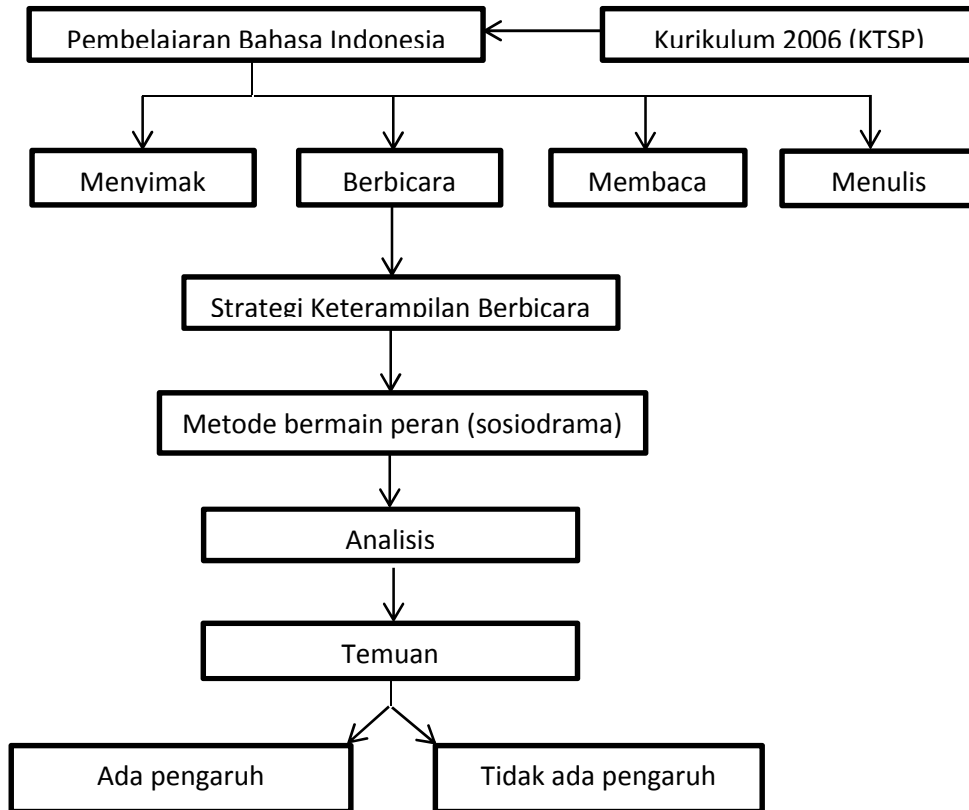 Pembelajaran Bahasa Indonesia
Kurikulum 2006 (KTSP)
Menyimak
Berbicara
Membaca
Menulis
Strategi Keterampilan Berbicara
Metode bermain peran (sosiodrama)
Analisis
Temuan
Ada pengaruh
Tidak ada pengaruh